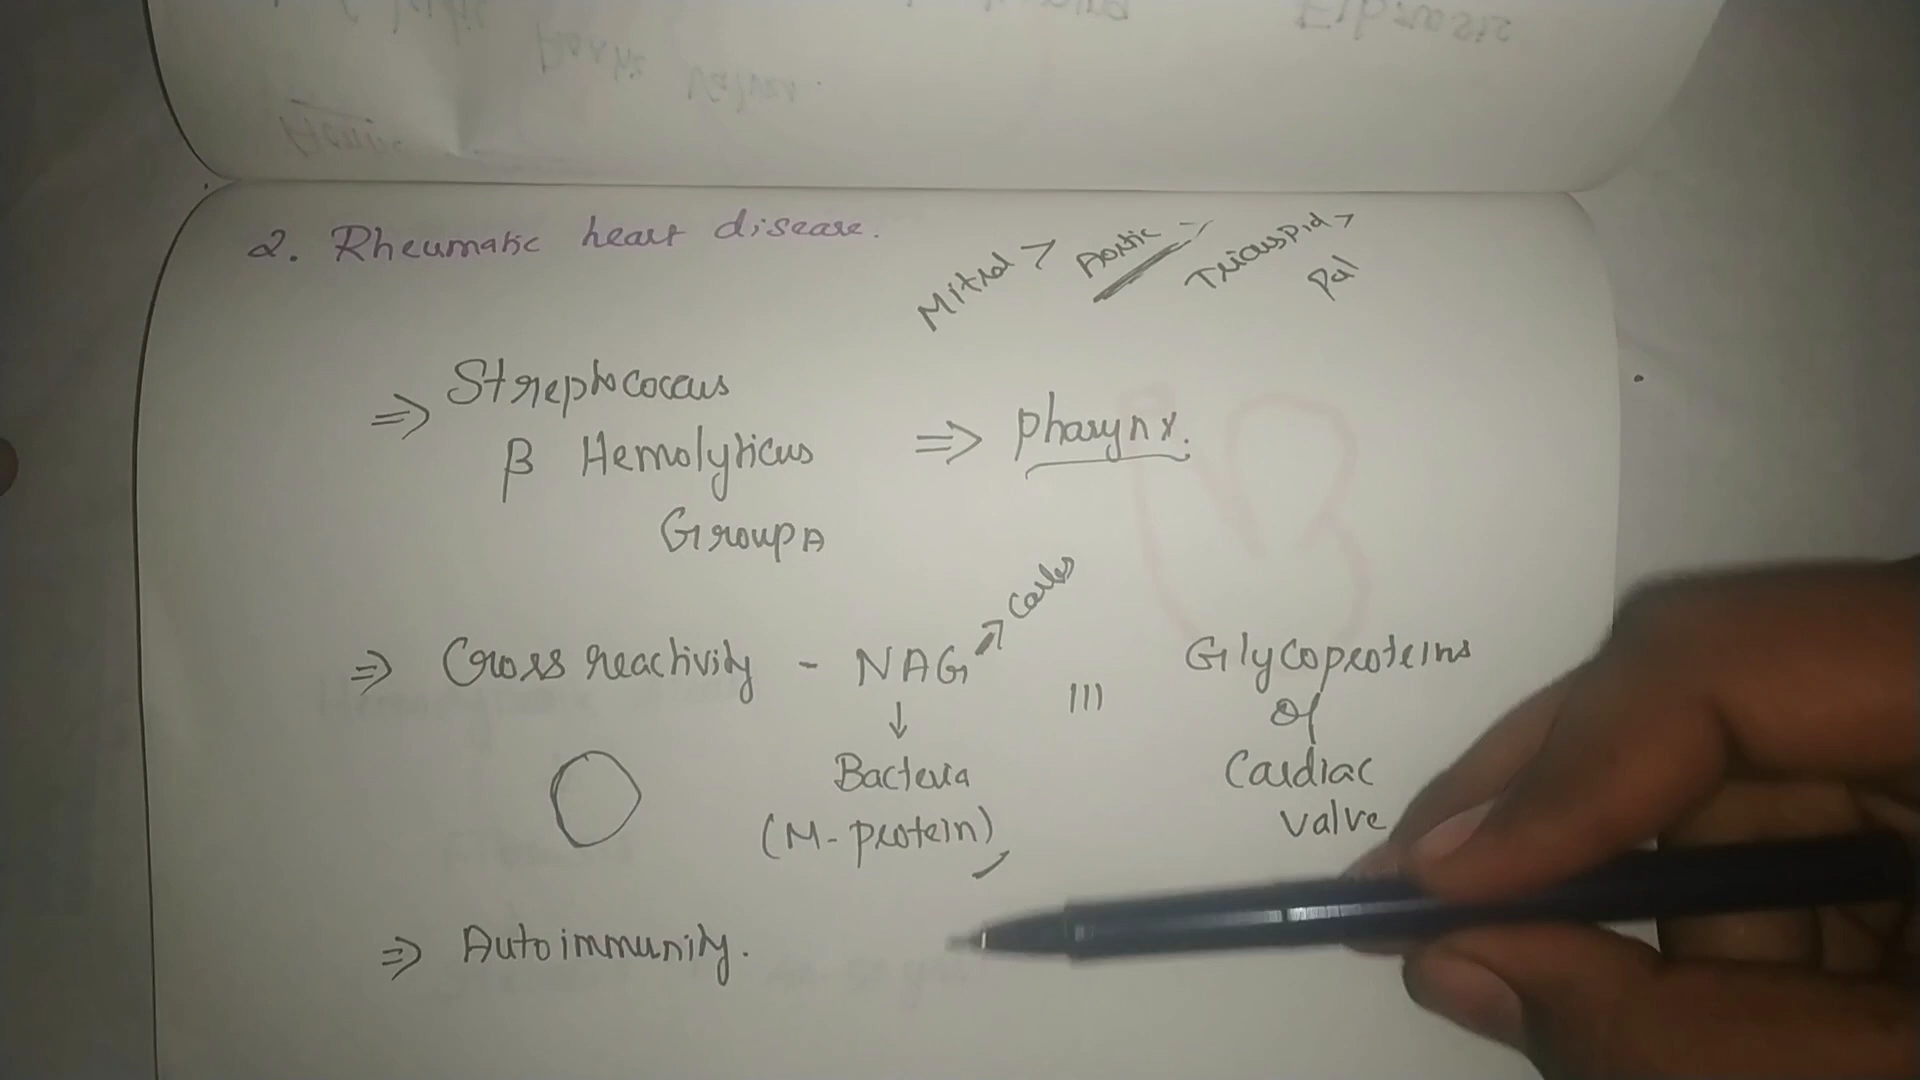 2. Rheumatic heart disease.
Mitral > Aortic > Tricuspid >
Pul
⇒ Streptococcus
β Hemolyticus ⇒ pharynx.
Group A
⇒ Cross reactivity - NAG ↗ Carbs
↓
Bacteria
(M-protein)
≡
Glycoproteins
of
Cardiac
valve
⇒ Autoimmunity.